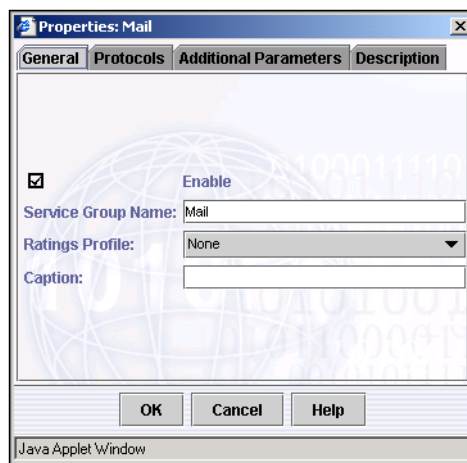 Properties: Mail
General Protocols Additional Parameters Description
Enable
Service Group Name: Mail
Ratings Profile: None
Caption:
OK Cancel Help
Java Applet Window